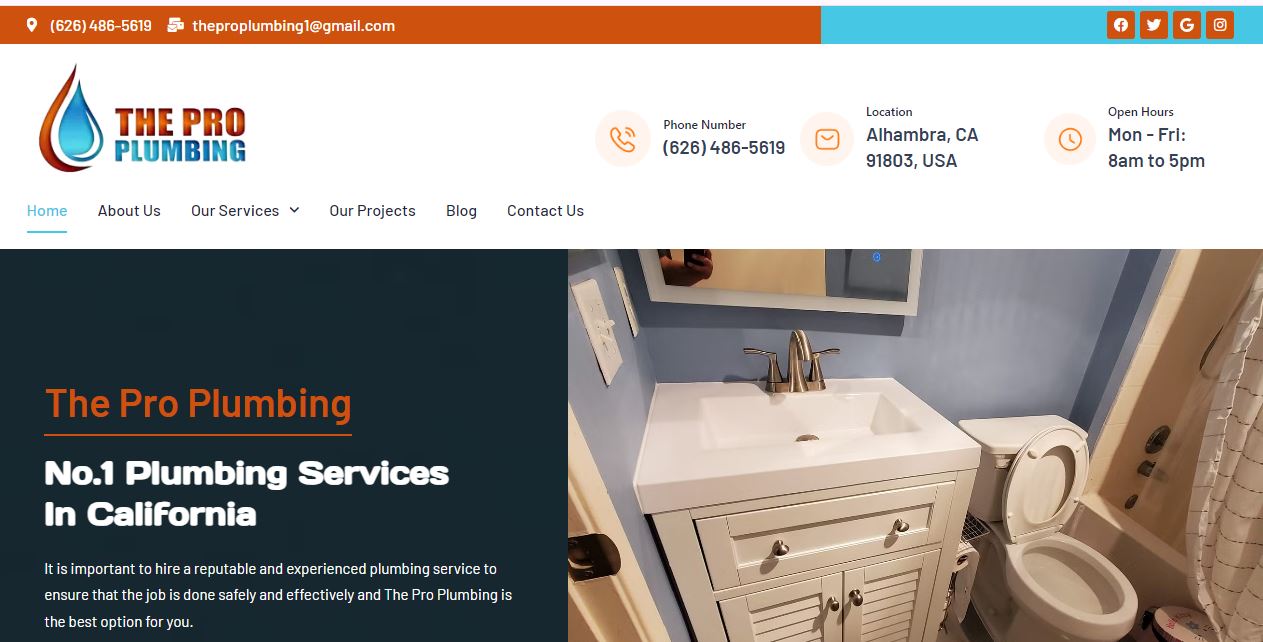 (626) 486-5619 theproplumbing1@gmail.com
THE PRO
PLUMBING
Phone Number
(626) 486-5619
Location
Alhambra, CA
91803, USA
Open Hours
Mon - Fri:
8am to 5pm
Home About Us Our Services Our Projects Blog Contact Us
The Pro Plumbing
No.1 Plumbing Services
In California
It is important to hire a reputable and experienced plumbing service to
ensure that the job is done safely and effectively and The Pro Plumbing is
the best option for you.